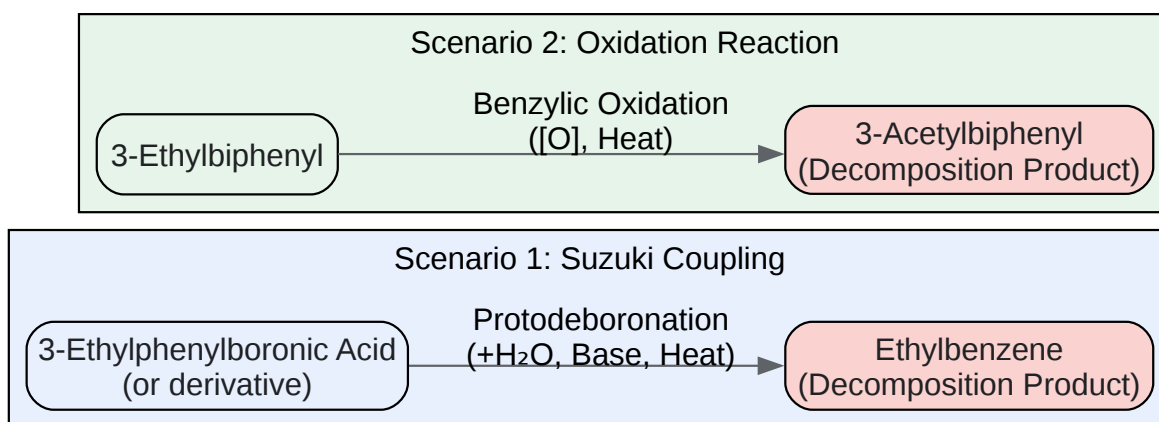 Scenario 2: Oxidation Reaction
Benzylic Oxidation
([O], Heat)
3-Ethylbiphenyl
3-Acetylbiphenyl
(Decomposition Product)
Scenario 1: Suzuki Coupling
Protodeboronation
(+H₂O, Base, Heat)
3-Ethylphenylboronic Acid
(or derivative)
Ethylbenzene
(Decomposition Product)